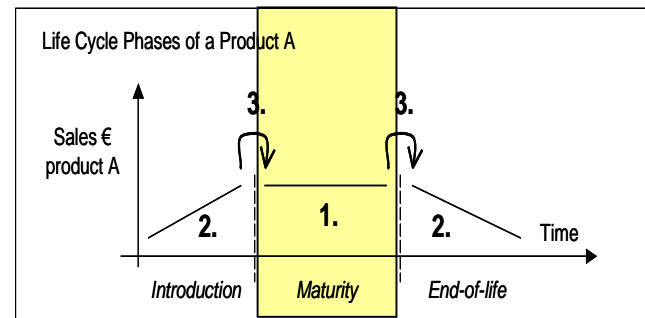 Life Cycle Phases of a Product A
3.
3.
Sales €
product A
2.
1.
2.
Time
Introduction
Maturity
End-of-life